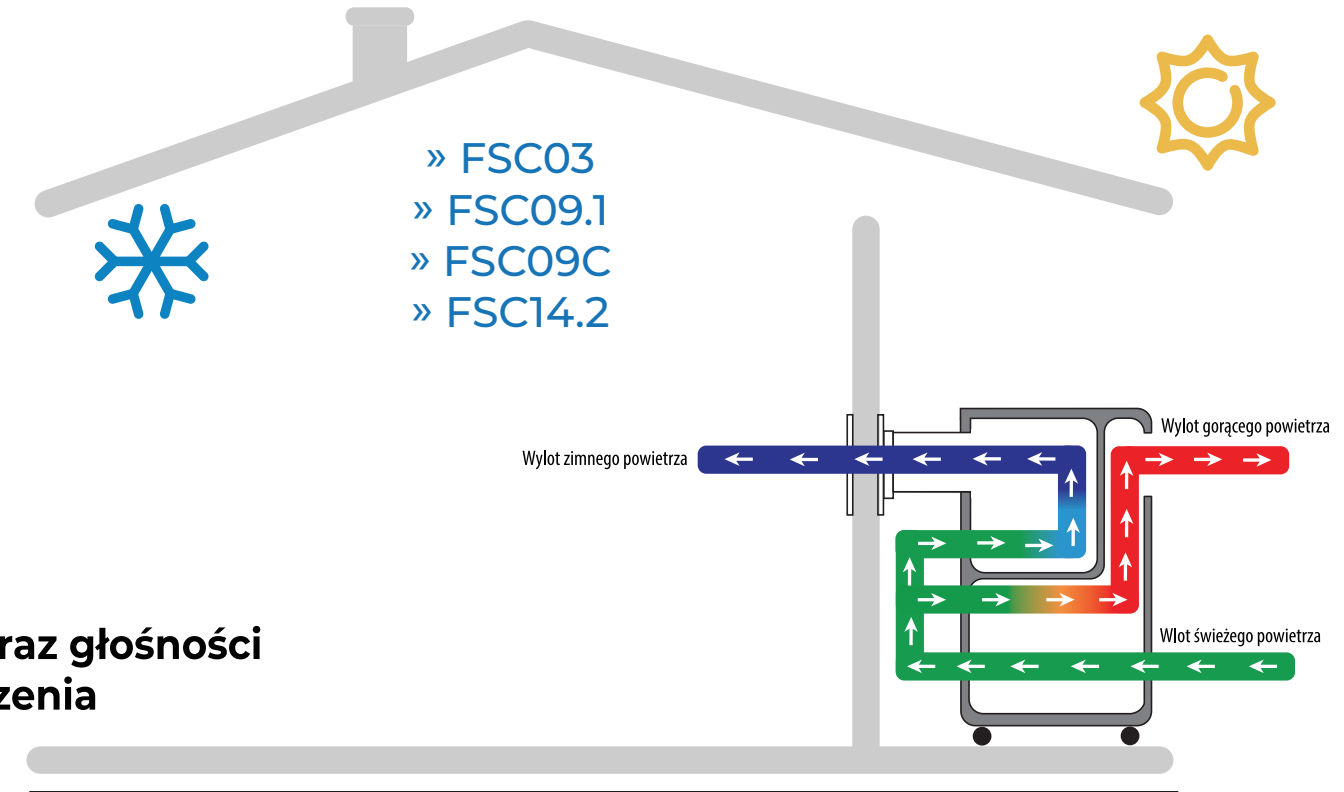 » FSC03
» FSC09.1
» FSC09C
» FSC14.2
Wylot gorącego powietrza
Wylot zimnego powietrza
Wlot świeżego powietrza
raz głośności
zenia